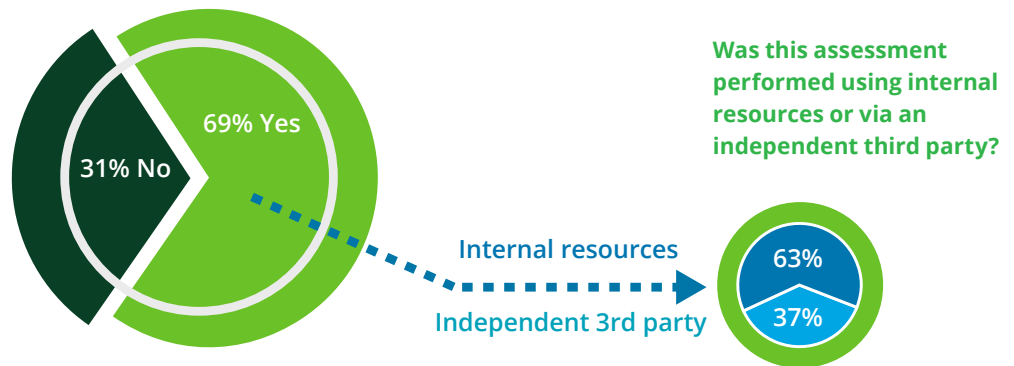 69% Yes
31% No
Was this assessment
performed using internal
resources or via an
independent third party?
Internal resources
Independent 3rd party
63%
37%